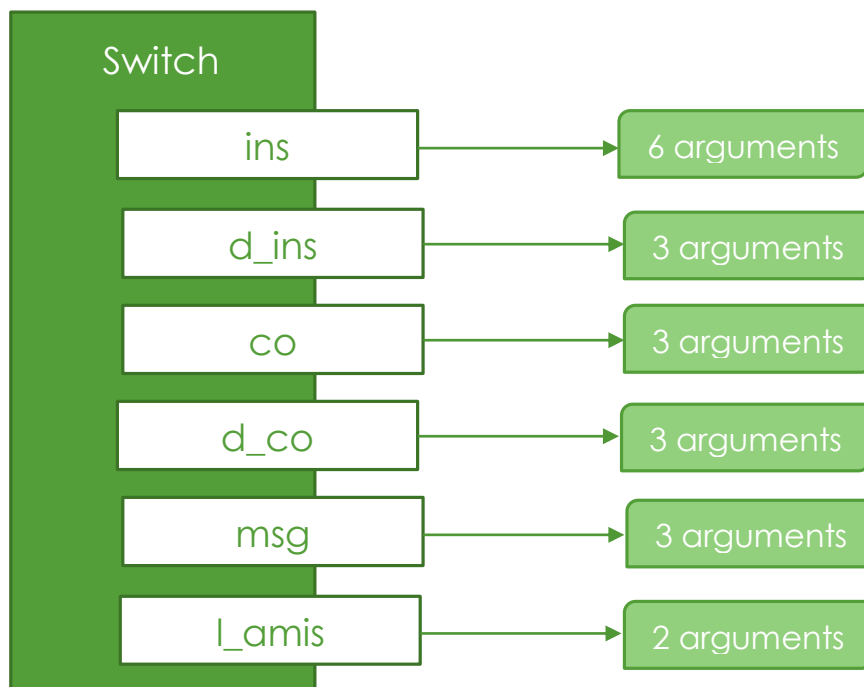 Switch
ins
6 arguments
d_ins
3 arguments
co
3 arguments
d_co
3 arguments
msg
3 arguments
l_amis
2 arguments